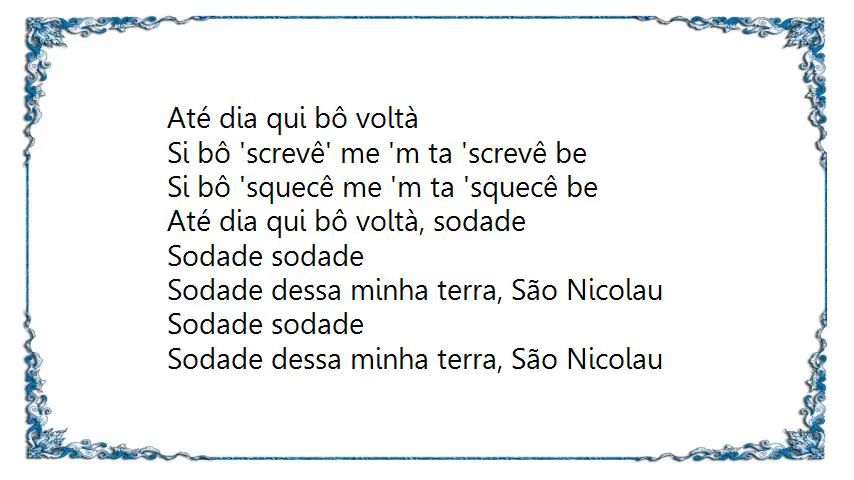 Até dia qui bô voltà
Si bô 'screvê' me 'm ta 'screvê be
Si bô 'squecê me 'm ta 'squecê be
Até dia qui bô voltà, sodade
Sodade sodade
Sodade dessa minha terra, São Nicolau
Sodade sodade
Sodade dessa minha terra, São Nicolau